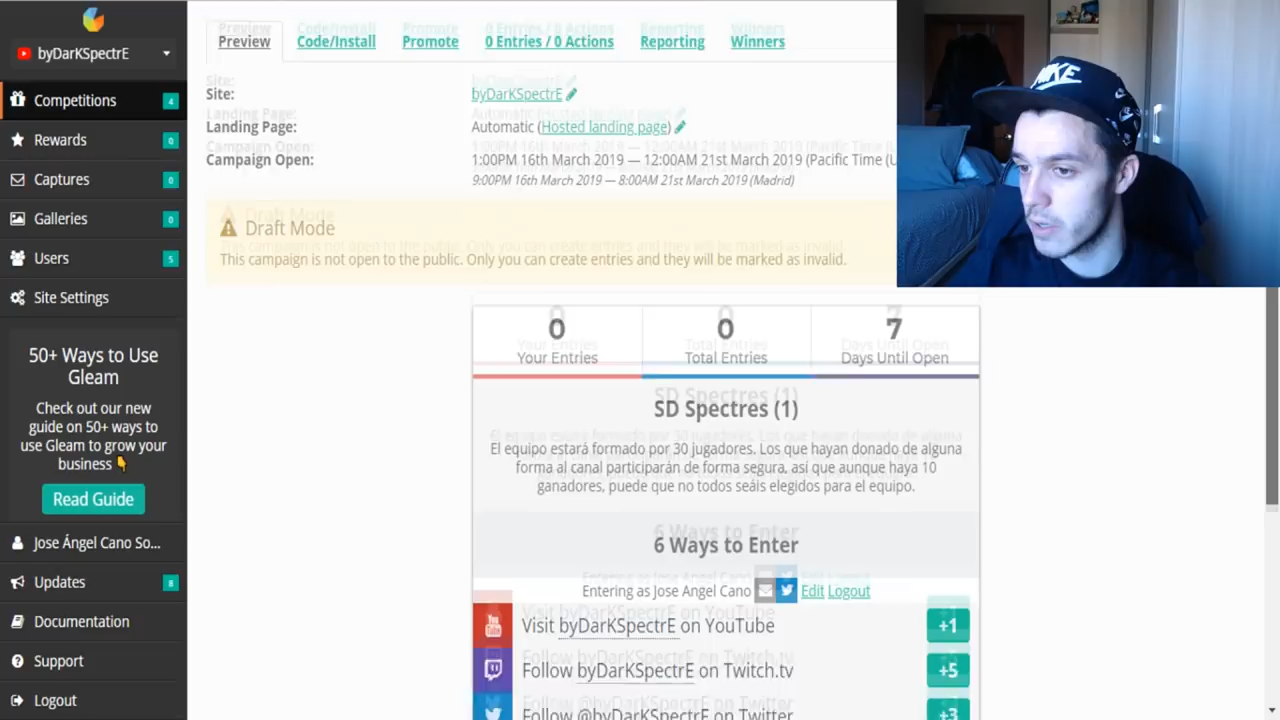 byDarKSpectrE
Competitions 4
Rewards 0
Captures 0
Galleries 0
Users 5
Site Settings
50+ Ways to Use
Gleam
Check out our new
guide on 50+ ways to
use Gleam to grow your
business 👇
Read Guide
Jose Ángel Cano So...
Updates 8
Documentation
Support
Logout
Preview Code/Install Promote 0 Entries / 0 Actions Reporting Winners
Site: byDarKSpectrE
Landing Page: Automatic (Hosted landing page)
Campaign Open: 1:00PM 16th March 2019 — 12:00AM 21st March 2019 (Pacific Time (U
9:00PM 16th March 2019 — 8:00AM 21st March 2019 (Madrid)
Draft Mode
This campaign is not open to the public. Only you can create entries and they will be marked as invalid.
0 0 7
Your Entries Total Entries Days Until Open
SD Spectres (1)
El equipo estará formado por 30 jugadores. Los que hayan donado de alguna
forma al canal participarán de forma segura, asi que aunque haya 10
ganadores, puede que no todos seáis elegidos para el equipo.
6 Ways to Enter
Entering as Jose Angel Cano Edit Logout
You Tube Visit byDarKSpectrE on YouTube +1
Follow byDarKSpectrE on Twitch.tv +5
Follow @byDarKSpectrE on Twitter +3
NIKE